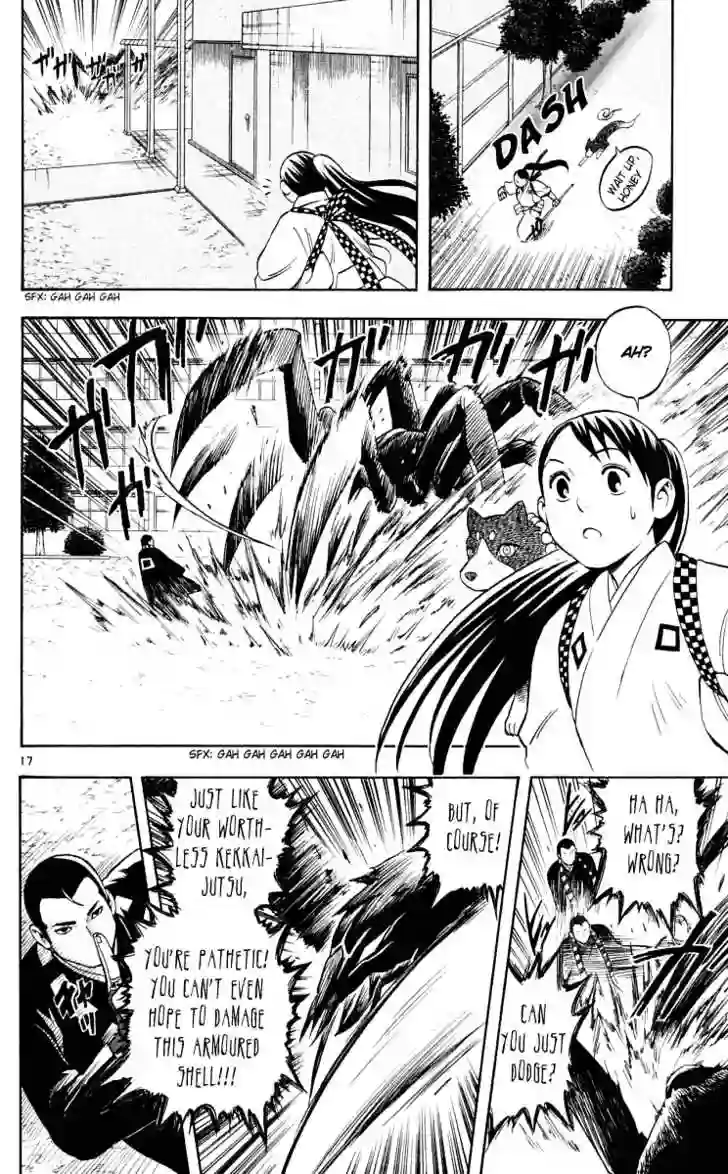 DASH
WAIT UP,
HONEY
ガガガガガ
SFX: GAH GAH GAH
AH?
ガガガガガ
SFX: GAH GAH GAH GAH GAH
17
HA HA,
WHAT'S?
WRONG?
CAN
YOU JUST
DODGE?
BUT, OF
COURSE!
JUST LIKE
YOUR WORTH-
LESS KEKKAI-
JUTSU,
YOU'RE PATHETIC!
YOU CAN'T EVEN
HOPE TO DAMAGE
THIS ARMOURED
SHELL!!!